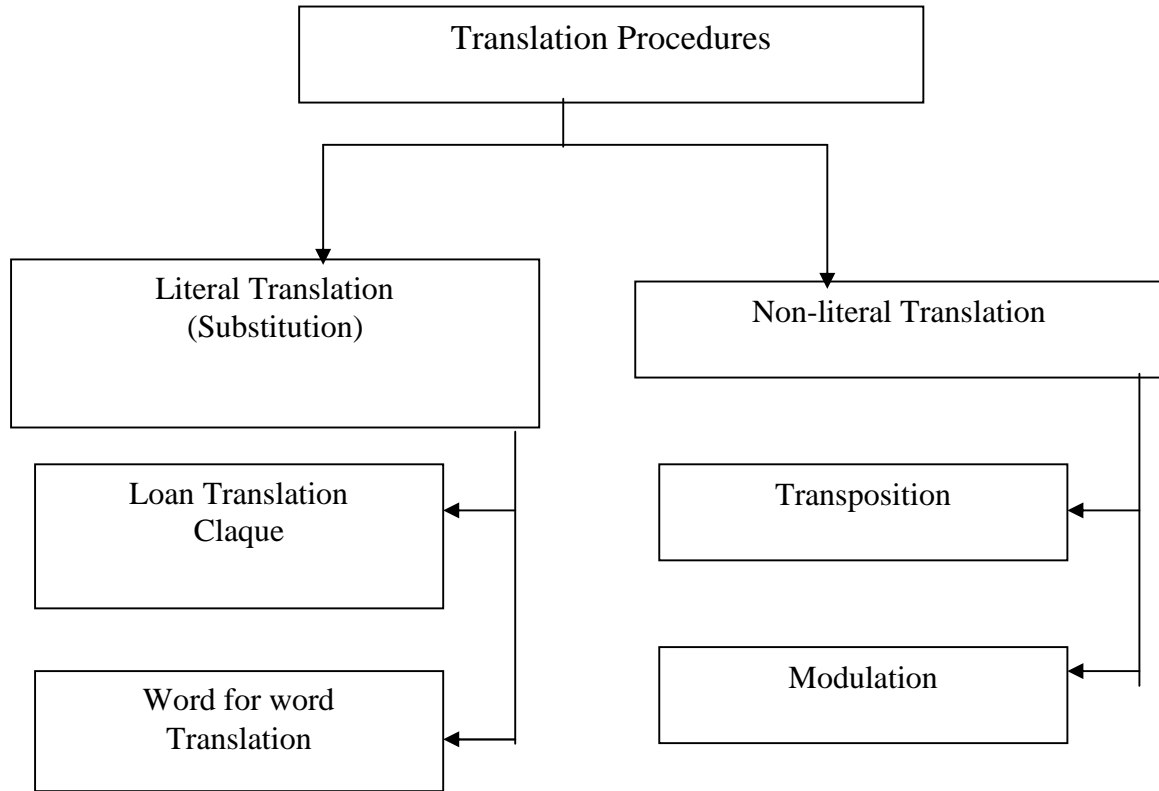 Translation Procedures
Literal Translation
(Substitution)
Non-literal Translation
Loan Translation
Claque
Transposition
Word for word
Translation
Modulation